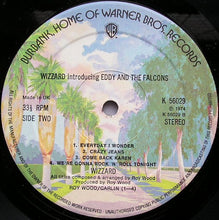 BURBANK, HOME OF WARNER BROS. RECORDS
WB
WIZZARD Introducing EDDY AND THE FALCONS
Made in UK
33⅓ RPM
SIDE TWO
K 56029
℗ 1974
K 56029 B
STEREO
1. EVERYDAY I WONDER
2. CRAZY JEANS
3. COME BACK KAREN
4. WE'RE GONNA ROCK 'N' ROLL TONIGHT
WIZZARD
All titles composed and arranged by Roy Wood
Produced by Roy Wood
ROY WOOD/CARLIN (1-4)